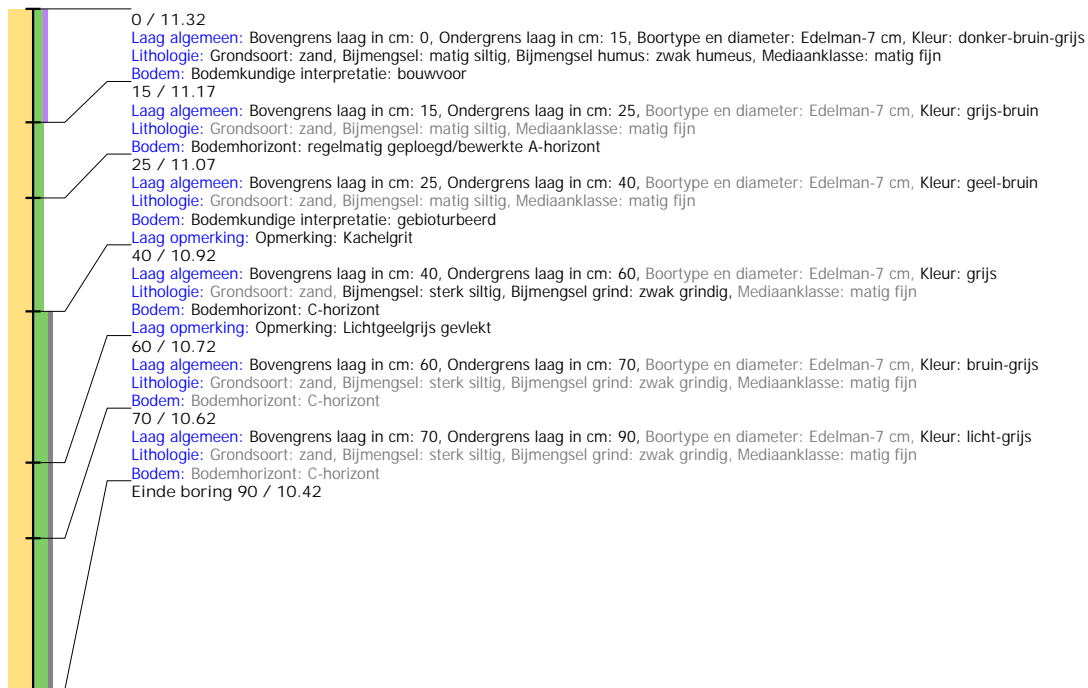 0 / 11.32
Laag algemeen: Bovengrens laag in cm: 0, Ondergrens laag in cm: 15, Boortype en diameter: Edelman-7 cm, Kleur: donker-bruin-grijs
Lithologie: Grondsoort: zand, Bijmengsel: matig siltig, Bijmengsel humus: zwak humeus, Mediaanklasse: matig fijn
Bodem: Bodemkundige interpretatie: bouwvoor
15 / 11.17
Laag algemeen: Bovengrens laag in cm: 15, Ondergrens laag in cm: 25, Boortype en diameter: Edelman-7 cm, Kleur: grijs-bruin
Lithologie: Grondsoort: zand, Bijmengsel: matig siltig, Mediaanklasse: matig fijn
Bodem: Bodemhorizont: regelmatig geploegd/bewerkte A-horizont
25 / 11.07
Laag algemeen: Bovengrens laag in cm: 25, Ondergrens laag in cm: 40, Boortype en diameter: Edelman-7 cm, Kleur: geel-bruin
Lithologie: Grondsoort: zand, Bijmengsel: matig siltig, Mediaanklasse: matig fijn
Bodem: Bodemkundige interpretatie: gebioturbeerd
Laag opmerking: Opmerking: Kachelgrit
40 / 10.92
Laag algemeen: Bovengrens laag in cm: 40, Ondergrens laag in cm: 60, Boortype en diameter: Edelman-7 cm, Kleur: grijs
Lithologie: Grondsoort: zand, Bijmengsel: sterk siltig, Bijmengsel grind: zwak grindig, Mediaanklasse: matig fijn
Bodem: Bodemhorizont: C-horizont
Laag opmerking: Opmerking: Lichtgeelgrijs gevlekt
60 / 10.72
Laag algemeen: Bovengrens laag in cm: 60, Ondergrens laag in cm: 70, Boortype en diameter: Edelman-7 cm, Kleur: bruin-grijs
Lithologie: Grondsoort: zand, Bijmengsel: sterk siltig, Bijmengsel grind: zwak grindig, Mediaanklasse: matig fijn
Bodem: Bodemhorizont: C-horizont
70 / 10.62
Laag algemeen: Bovengrens laag in cm: 70, Ondergrens laag in cm: 90, Boortype en diameter: Edelman-7 cm, Kleur: licht-grijs
Lithologie: Grondsoort: zand, Bijmengsel: sterk siltig, Bijmengsel grind: zwak grindig, Mediaanklasse: matig fijn
Bodem: Bodemhorizont: C-horizont
Einde boring 90 / 10.42